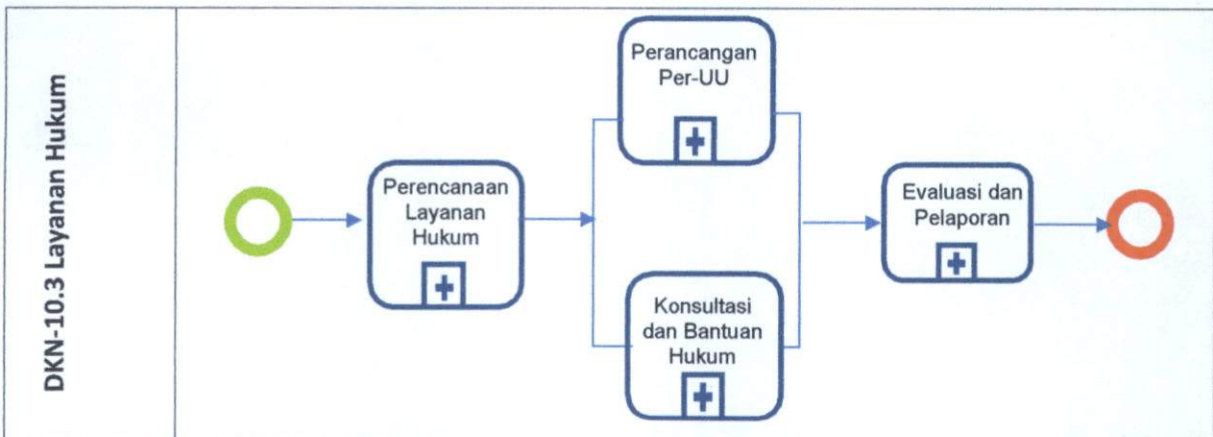 DKN-10.3 Layanan Hukum
Perencanaan
Layanan
Hukum
Perancangan
Per-UU
Konsultasi
dan Bantuan
Hukum
Evaluasi dan
Pelaporan